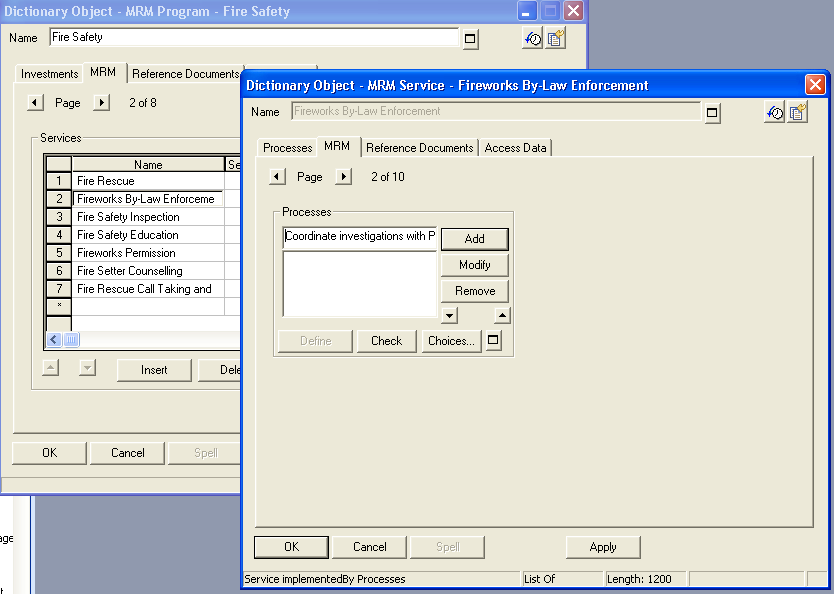 Dictionary Object - MRM Program - Fire Safety
Name Fire Safety
Investments MRM Reference Documents
Page 2 of 8
Services
Name Se
1 Fire Rescue
2 Fireworks By-Law Enforceme
3 Fire Safety Inspection
4 Fire Safety Education
5 Fireworks Permission
6 Fire Setter Counselling
7 Fire Rescue Call Taking and
*
Insert Dele
OK Cancel Spell
Dictionary Object - MRM Service - Fireworks By-Law Enforcement
Name Fireworks By-Law Enforcement
Processes MRM Reference Documents Access Data
Page 2 of 10
Processes
Coordinate investigations with P
Add
Modify
Remove
Define Check Choices...
OK Cancel Spell Apply
Service implementedBy Processes List Of Length: 1200
age